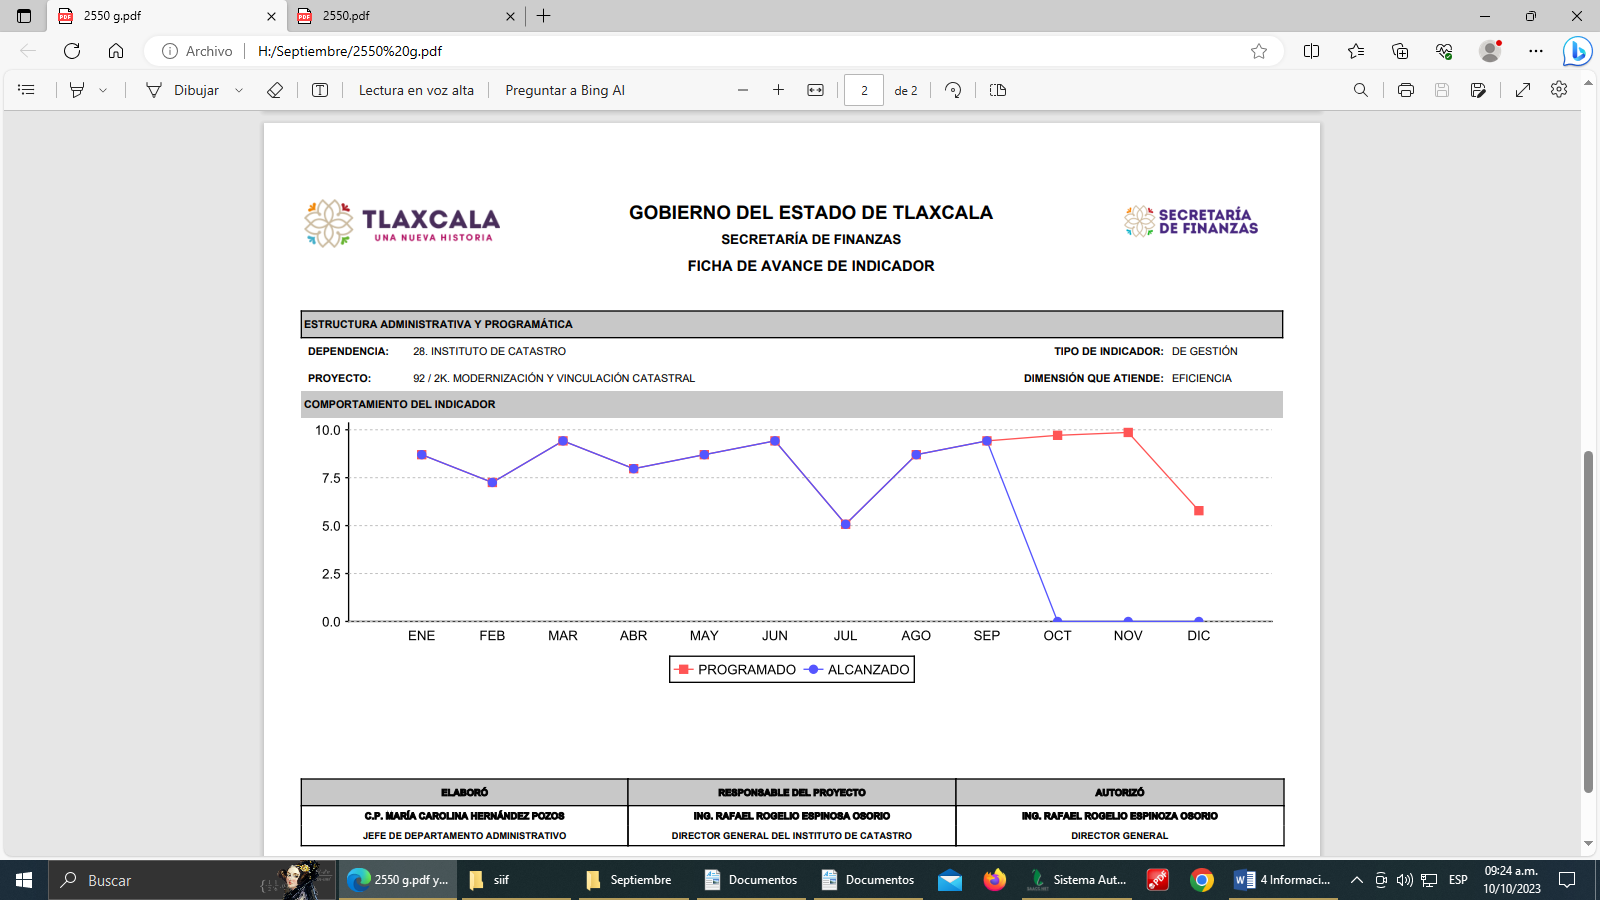 2550 g.pdf
2550.pdf
Archivo
H:/Septiembre/2550%20g.pdf
Dibujar
Lectura en voz alta
Preguntar a Bing AI
2
de 2
TLAXCALA
UNA NUEVA HISTORIA
GOBIERNO DEL ESTADO DE TLAXCALA
SECRETARÍA DE FINANZAS
FICHA DE AVANCE DE INDICADOR
SECRETARÍA
DE FINANZAS
ESTRUCTURA ADMINISTRATIVA Y PROGRAMÁTICA
DEPENDENCIA: 28. INSTITUTO DE CATASTRO TIPO DE INDICADOR: DE GESTIÓN
PROYECTO: 92 / 2K. MODERNIZACIÓN Y VINCULACIÓN CATASTRAL DIMENSIÓN QUE ATIENDE: EFICIENCIA
COMPORTAMIENTO DEL INDICADOR
10.0
7.5
5.0
2.5
0.0
ENE FEB MAR ABR MAY JUN JUL AGO SEP OCT NOV DIC
PROGRAMADO ALCANZADO
ELABORÓ RESPONSABLE DEL PROYECTO AUTORIZÓ
C.P. MARÍA CAROLINA HERNÁNDEZ POZOS ING. RAFAEL ROGELIO ESPINOSA OSORIO ING. RAFAEL ROGELIO ESPINOZA OSORIO
JEFE DE DEPARTAMENTO ADMINISTRATIVO DIRECTOR GENERAL DEL INSTITUTO DE CATASTRO DIRECTOR GENERAL
Buscar
2550 g.pdf y...
siif
Septiembre
Documentos
Documentos
Sistema Aut...
4 Informaci...
ESP
09:24 a.m.
10/10/2023